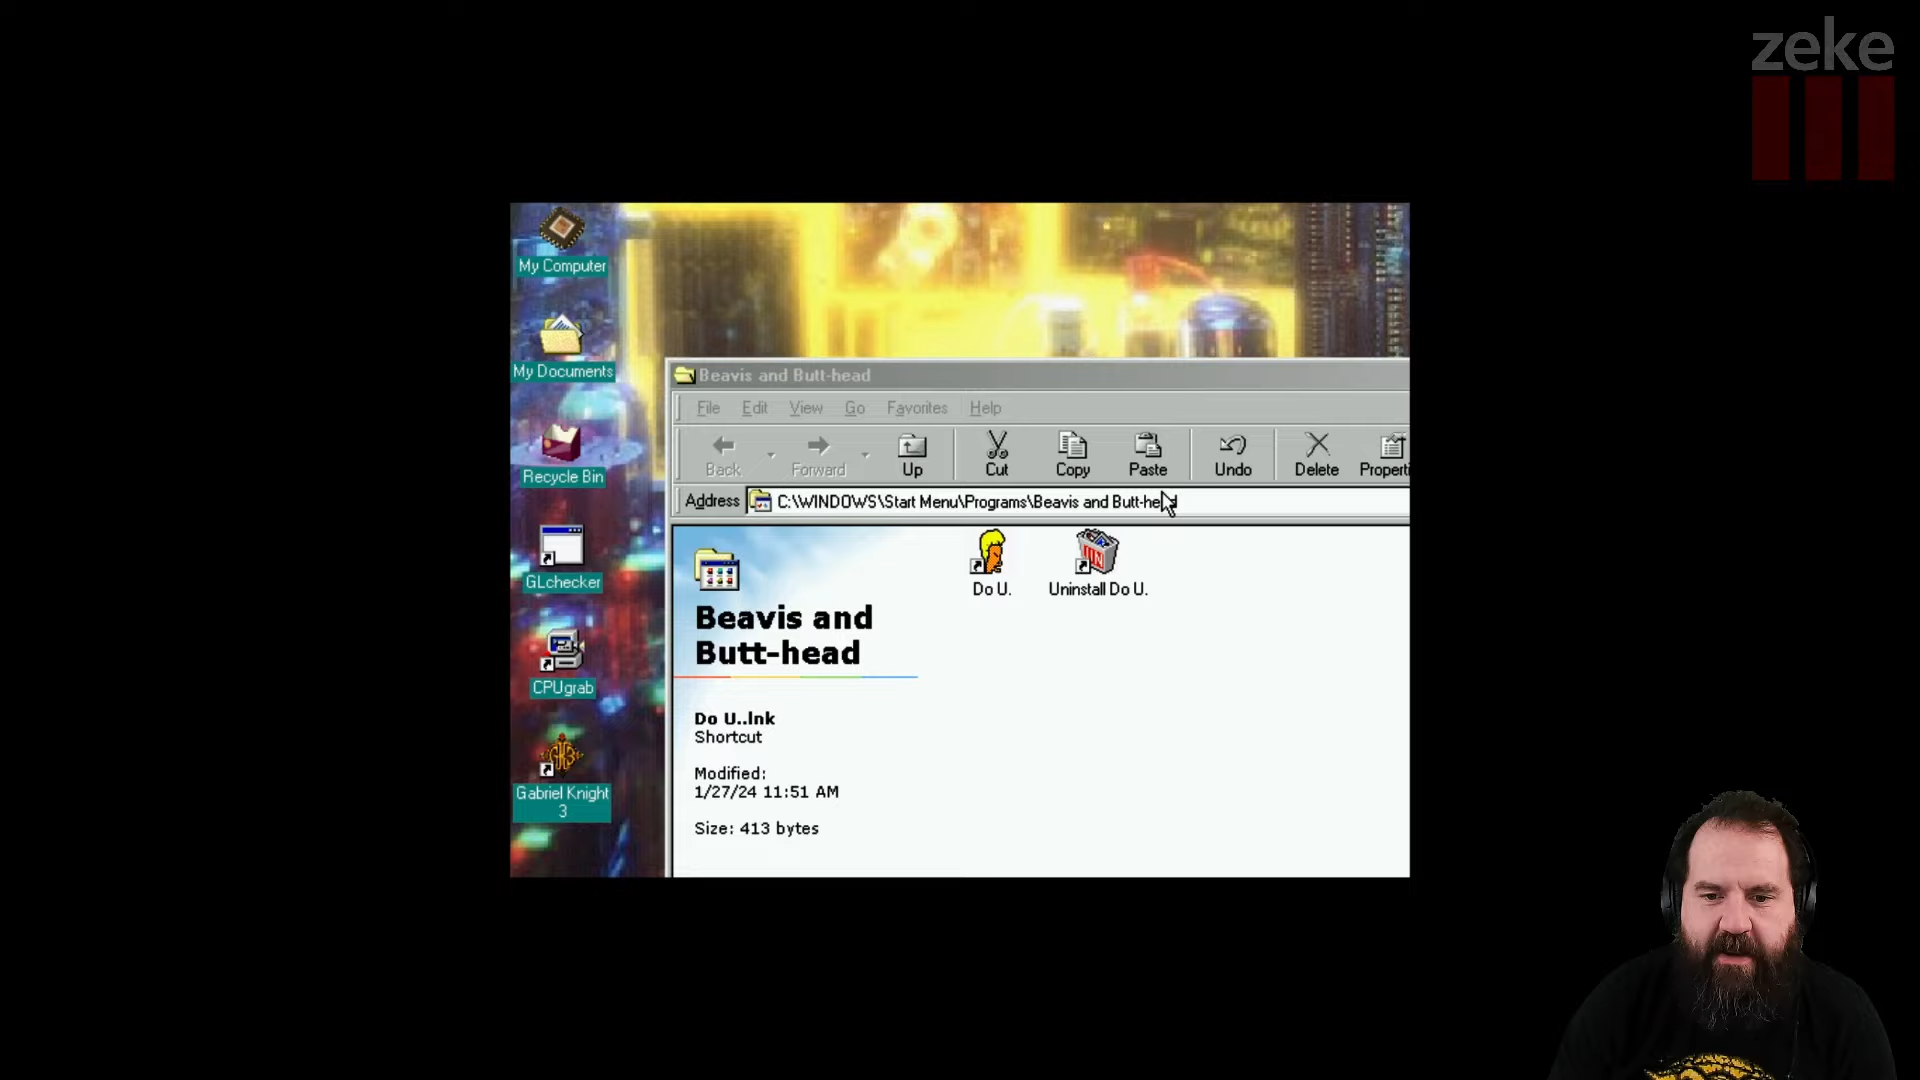 zeke
III
My Computer
My Documents
Recycle Bin
GLchecker
CPUgrab
Gabriel Knight
3
Beavis and Butt-head
File Edit View Go Favorites Help
Back Forward Up Cut Copy Paste Undo Delete Properti
Address C:\WINDOWS\Start Menu\Programs\Beavis and Butt-head
Do U. Uninstall Do U.
Beavis and
Butt-head
Do U..lnk
Shortcut
Modified:
1/27/24 11:51 AM
Size: 413 bytes